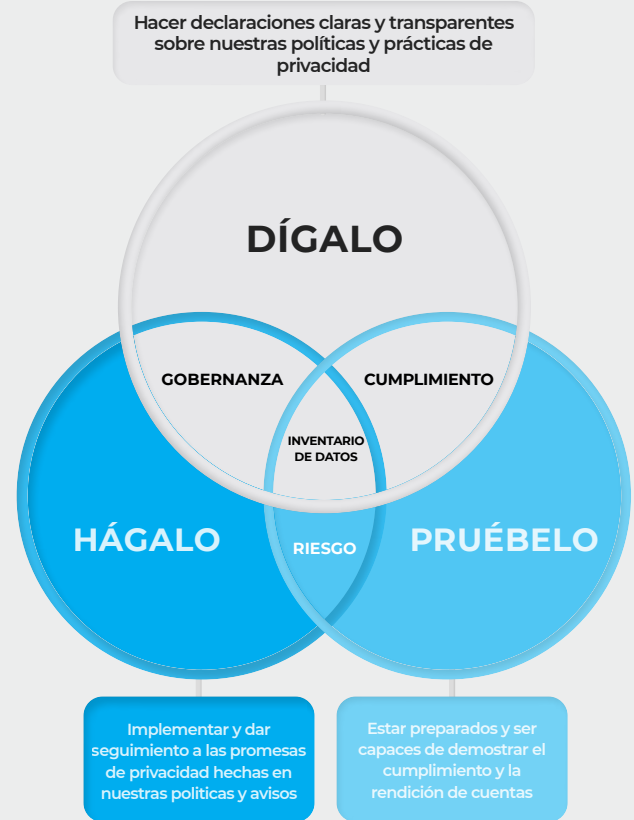 Hacer declaraciones claras y transparentes
sobre nuestras políticas y prácticas de
privacidad
DÍGALO
GOBERNANZA
CUMPLIMIENTO
INVENTARIO
DE DATOS
HÁGALO
RIESGO
PRUÉBELO
Implementar y dar
seguimiento a las promesas
de privacidad hechas en
nuestras politicas y avisos
Estar preparados y ser
capaces de demostrar el
cumplimiento y la
rendición de cuentas